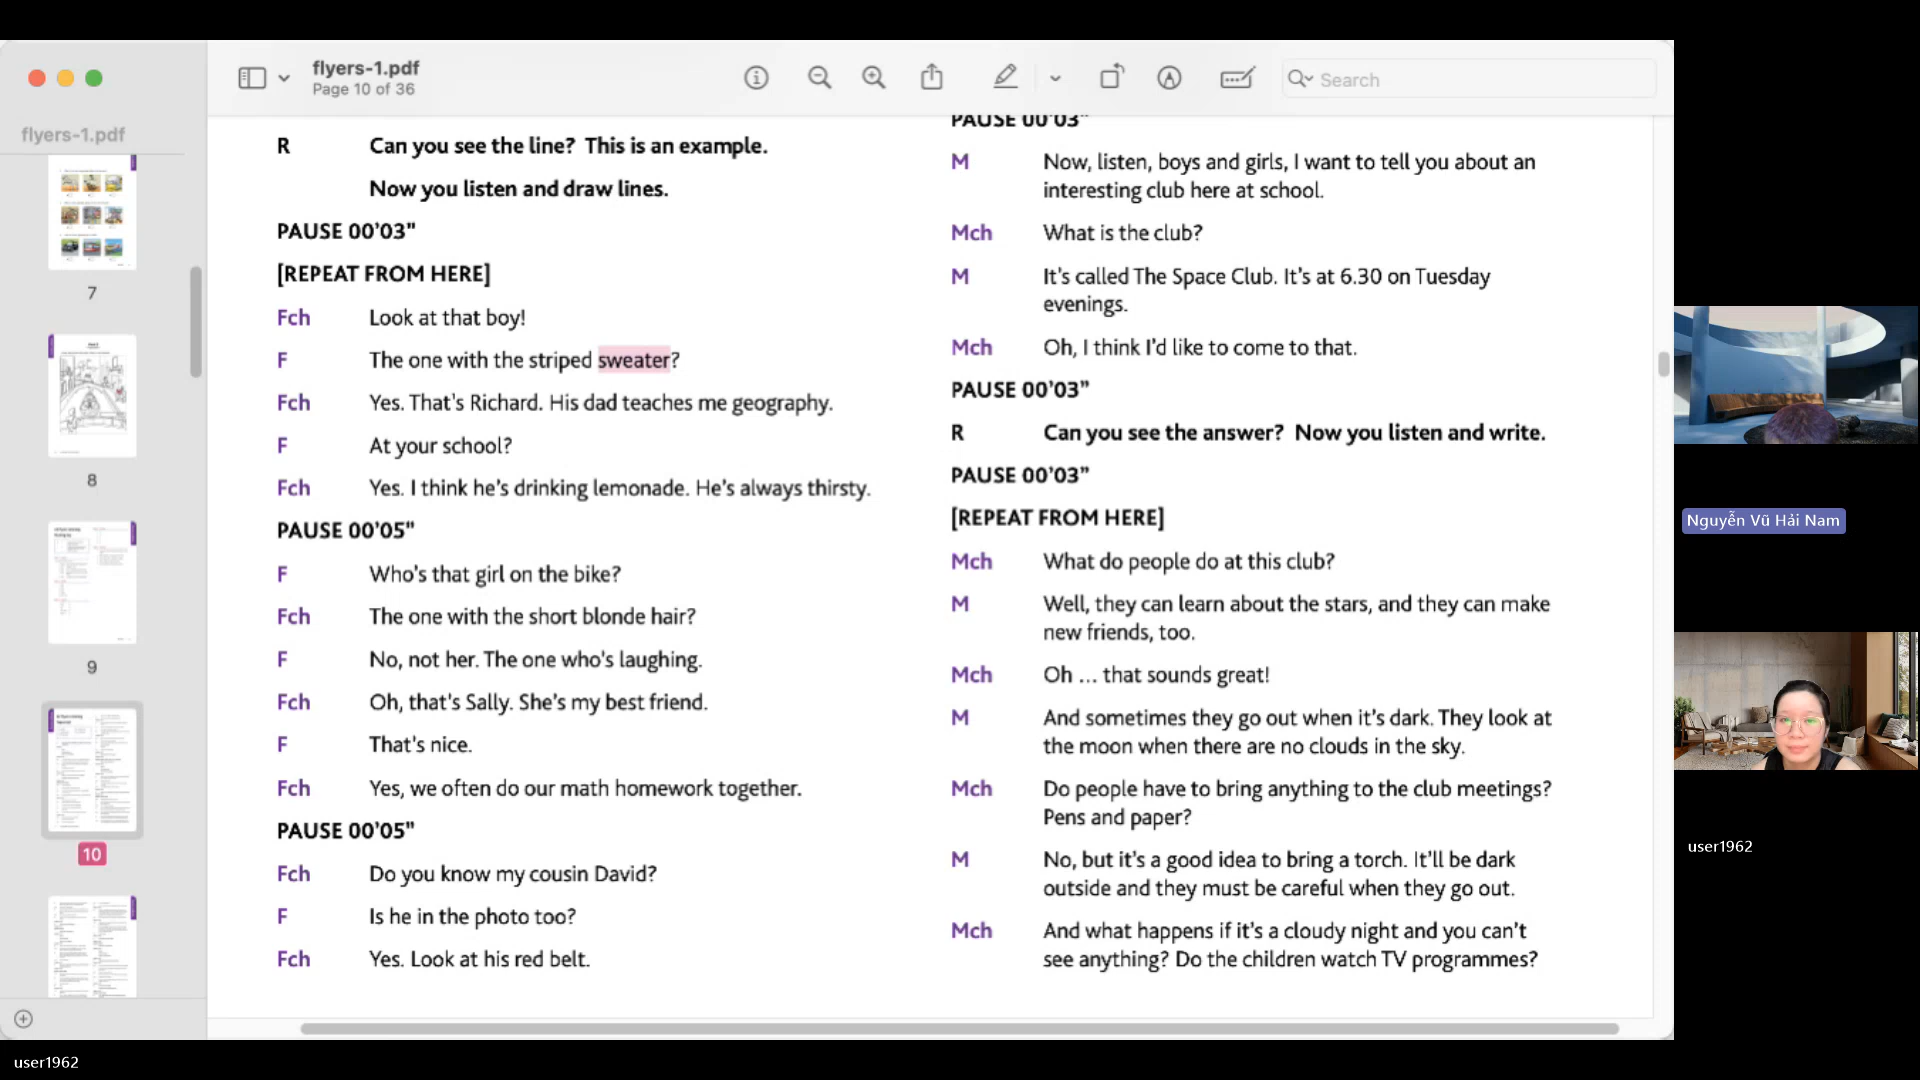 flyers-1.pdf
Page 10 of 36
Search
flyers-1.pdf
7
8
9
10
R Can you see the line? This is an example.
Now you listen and draw lines.
PAUSE 00'03"
[REPEAT FROM HERE]
Fch Look at that boy!
F The one with the striped sweater?
Fch Yes. That's Richard. His dad teaches me geography.
F At your school?
Fch Yes. I think he's drinking lemonade. He's always thirsty.
PAUSE 00'05"
F Who's that girl on the bike?
Fch The one with the short blonde hair?
F No, not her. The one who's laughing.
Fch Oh, that's Sally. She's my best friend.
F That's nice.
Fch Yes, we often do our math homework together.
PAUSE 00'05"
Fch Do you know my cousin David?
F Is he in the photo too?
Fch Yes. Look at his red belt.
PAUSE 00'03"
M Now, listen, boys and girls, I want to tell you about an
interesting club here at school.
Mch What is the club?
M It's called The Space Club. It's at 6.30 on Tuesday
evenings.
Mch Oh, I think I'd like to come to that.
PAUSE 00'03"
R Can you see the answer? Now you listen and write.
PAUSE 00'03"
[REPEAT FROM HERE]
Mch What do people do at this club?
M Well, they can learn about the stars, and they can make
new friends, too.
Mch Oh ... that sounds great!
M And sometimes they go out when it's dark. They look at
the moon when there are no clouds in the sky.
Mch Do people have to bring anything to the club meetings?
Pens and paper?
M No, but it's a good idea to bring a torch. It'll be dark
outside and they must be careful when they go out.
Mch And what happens if it's a cloudy night and you can't
see anything? Do the children watch TV programmes?
Nguyễn Vũ Hải Nam
user1962
user1962